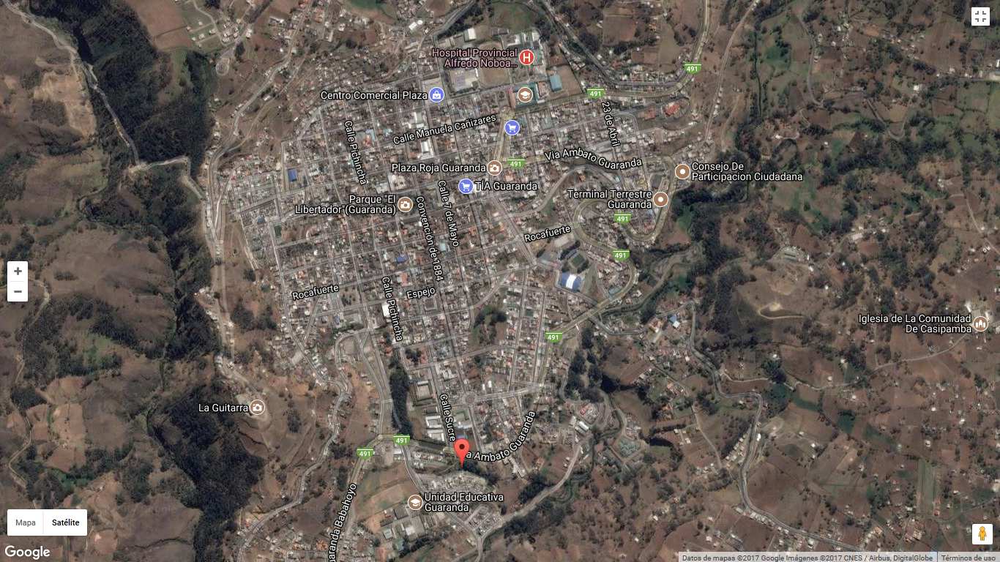 Hospital Provincial
Alfredo Noboa...
H
491
Centro Comercial Plaza
491
23 de Abril
Calle Manuela Cañizares
Calle Pichincha
Vía Ambato Guaranda
491
Plaza Roja Guaranda
Consejo De
Participacion Ciudadana
TÍA Guaranda
Calle 7 de Mayo
Terminal Terrestre
Guaranda
Parque "El
Libertador"(Guaranda)
Convención de 1884
491
Rocafuerte
491
Rocafuerte
Espejo
Calle Pichincha
Iglesia de La Comunidad
De Casipamba
491
La Guitarra
Calle Sucre
491
491
a Ambato Guaranda
Unidad Educativa
Guaranda
aranda Babahoyo
Mapa
Satélite
Google
Datos de mapas ©2017 Google Imágenes ©2017 CNES / Airbus, DigitalGlobe
Términos de uso